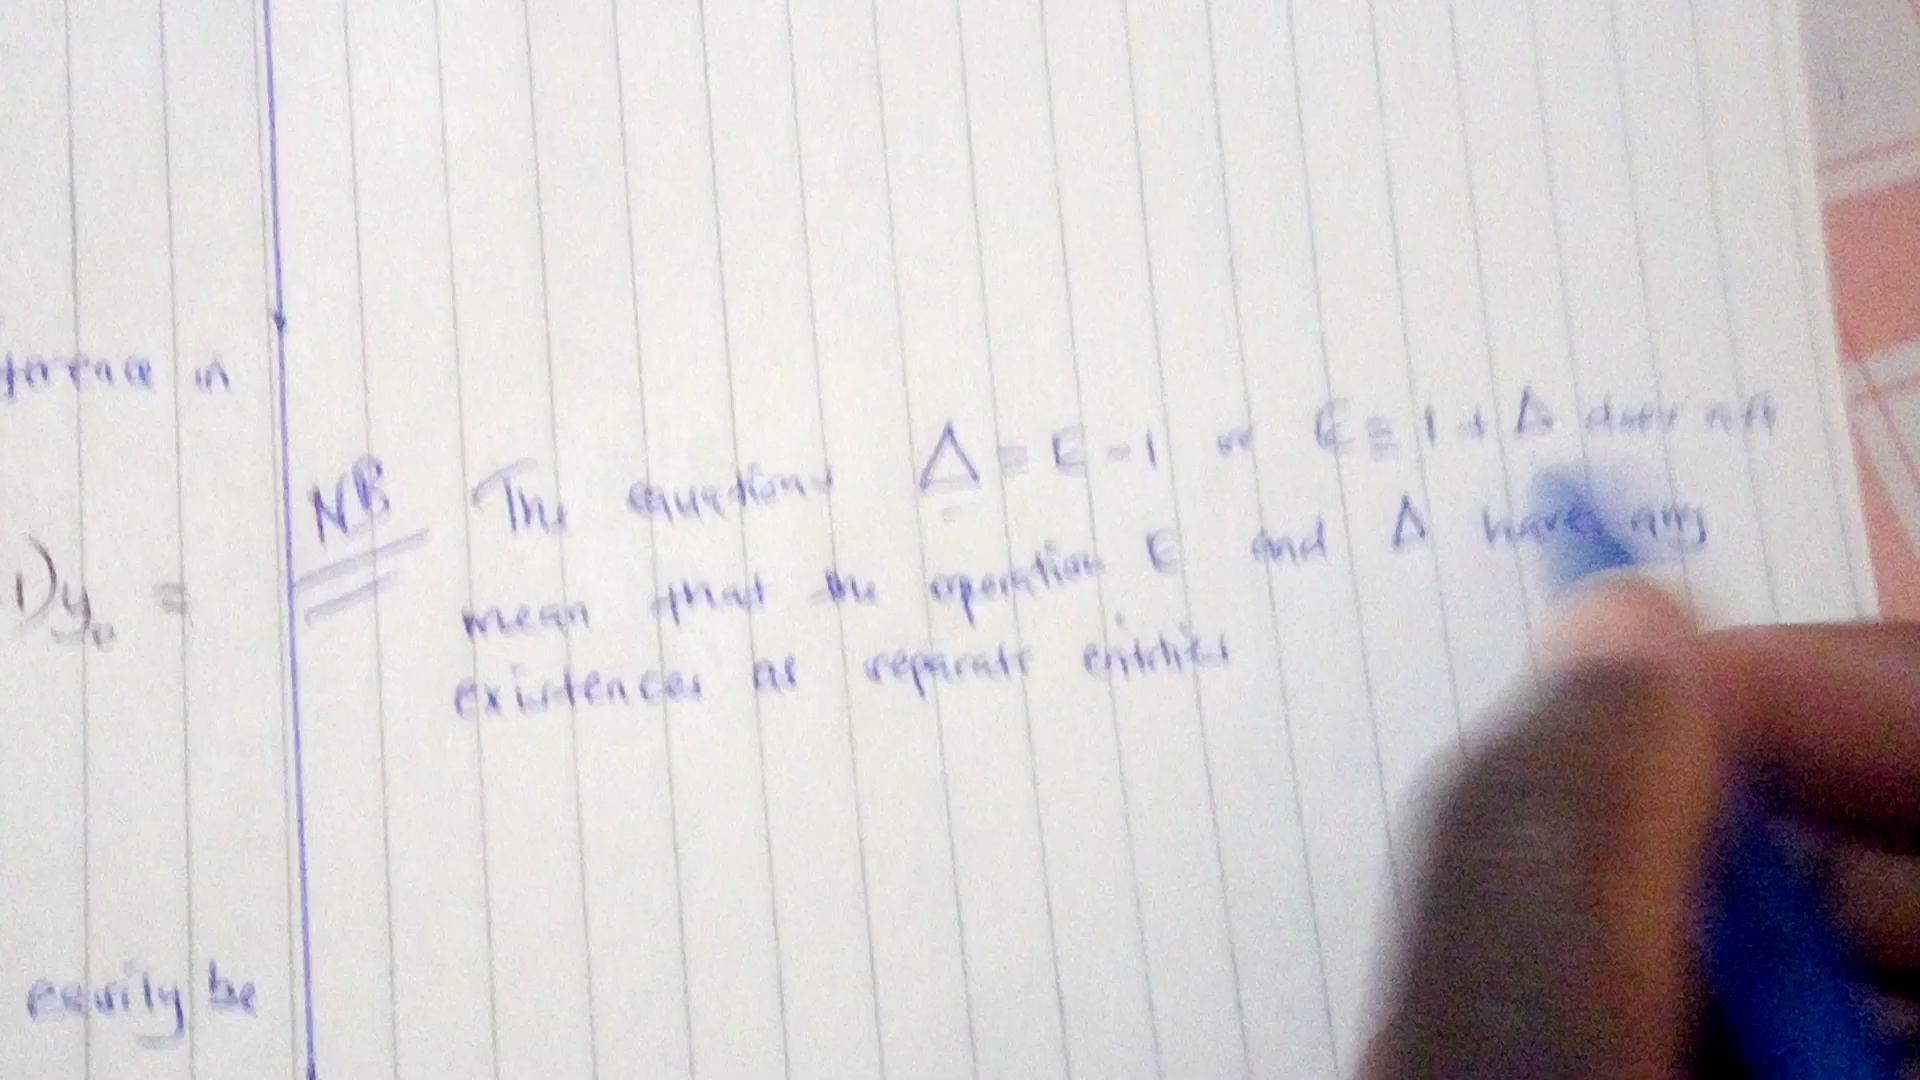 in
1)y₀ =
easily be
NB The equations Δ ≡ E - 1 or E ≡ 1 + Δ does not
mean that the operation E and Δ have any
existences as separate entities